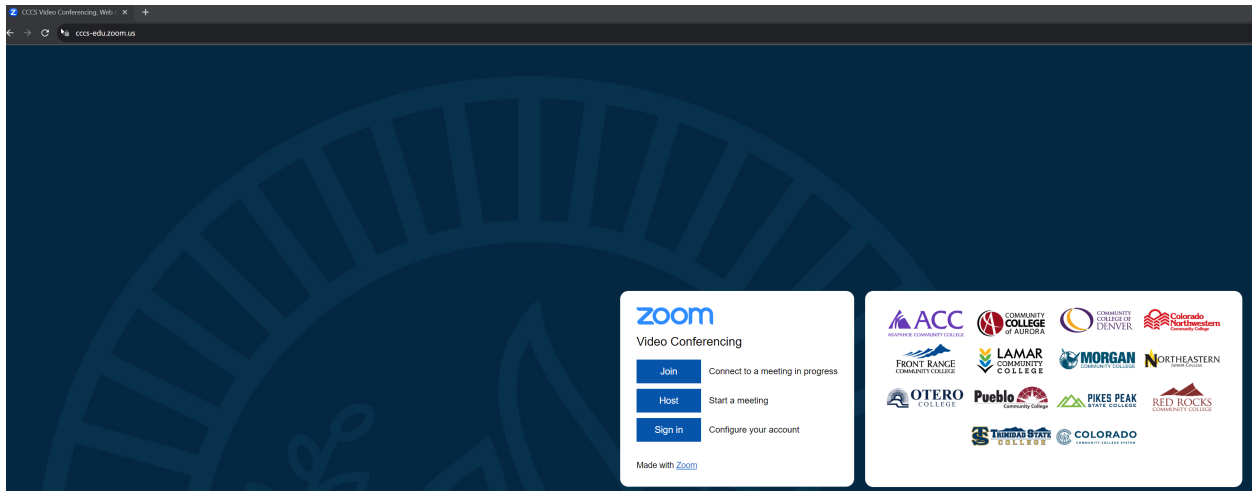 CCCS Video Conferencing, Web
cccs-edu.zoom.us
zoom
Video Conferencing
Join Connect to a meeting in progress
Host Start a meeting
Sign in Configure your account
Made with Zoom
ACC
ARAPAHOE COMMUNITY COLLEGE
COMMUNITY
COLLEGE
of AURORA
COMMUNITY
COLLEGE OF
DENVER
Colorado
Northwestern
Community College
FRONT RANGE
COMMUNITY COLLEGE
LAMAR
COMMUNITY
COLLEGE
MORGAN
COMMUNITY COLLEGE
NORTHEASTERN
JUNIOR COLLEGE
OTERO
COLLEGE
Pueblo
Community College
PIKES PEAK
STATE COLLEGE
RED ROCKS
COMMUNITY COLLEGE
TS
TRINIDAD STATE
COLLEGE
COLORADO
COMMUNITY COLLEGE SYSTEM